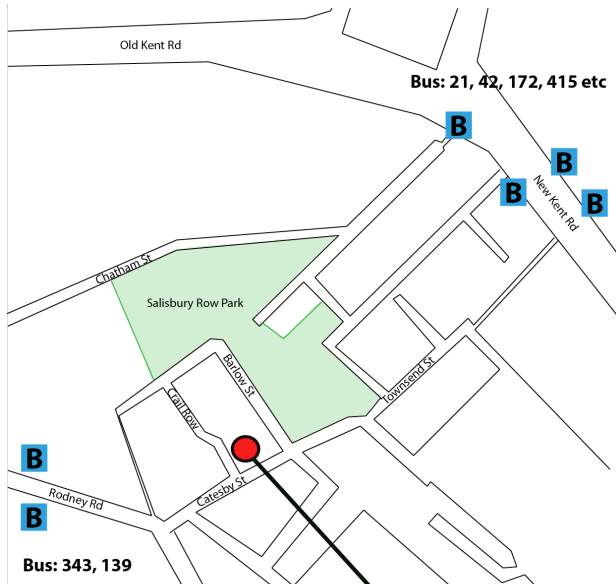 Old Kent Rd
Bus: 21, 42, 172, 415 etc
B
B
B
B
New Kent Rd
Chatham St
Salisbury Row Park
Barlow St
Townsend St
Crail Row
B
Catesby St
Rodney Rd
B
Bus: 343, 139